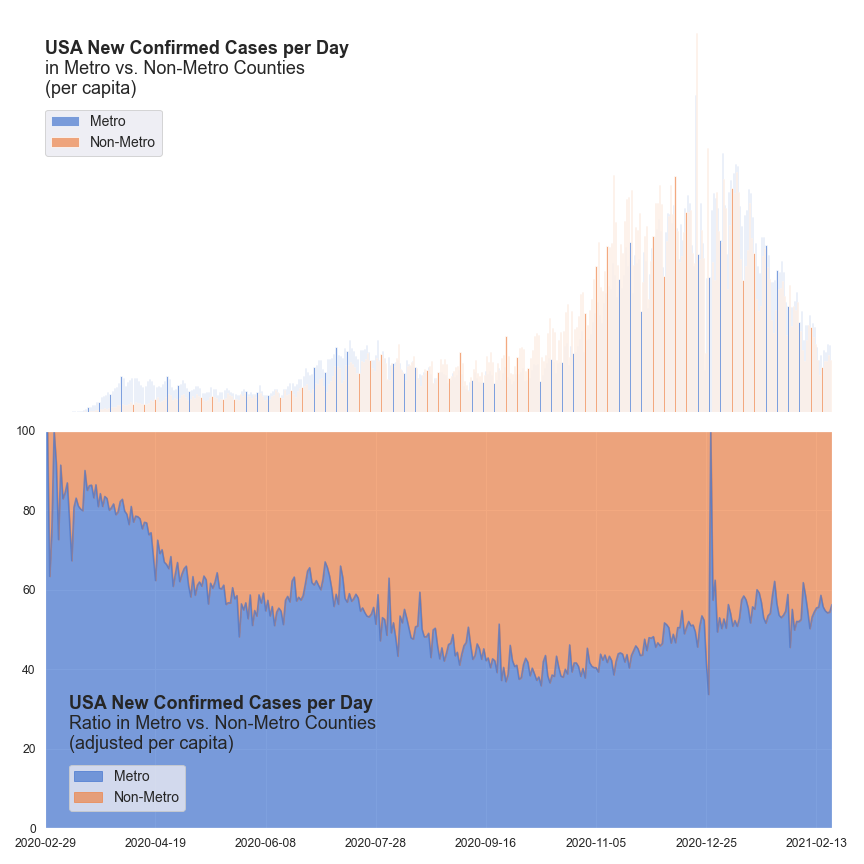 USA New Confirmed Cases per Day
in Metro vs. Non-Metro Counties
(per capita)
Metro
Non-Metro
100
80
60
40
20
0
USA New Confirmed Cases per Day
Ratio in Metro vs. Non-Metro Counties
(adjusted per capita)
Metro
Non-Metro
2020-02-29 2020-04-19 2020-06-08 2020-07-28 2020-09-16 2020-11-05 2020-12-25 2021-02-13